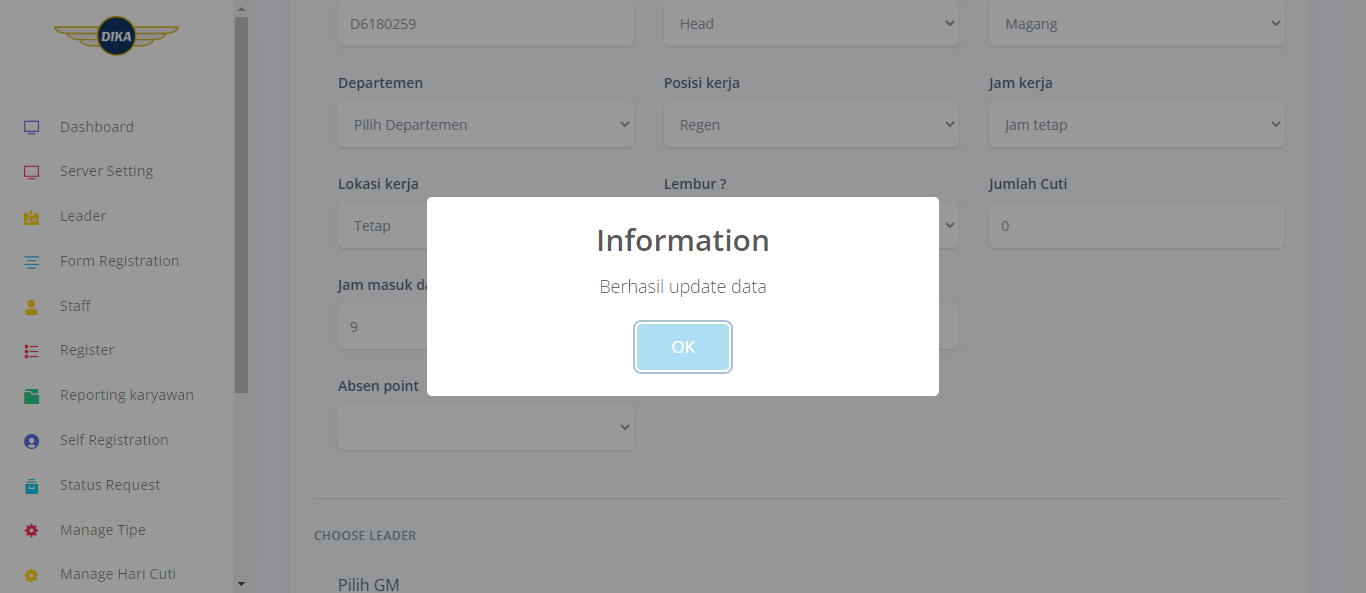 DIKA
Dashboard
Server Setting
Leader
Form Registration
Staff
Register
Reporting karyawan
Self Registration
Status Request
Manage Tipe
Manage Hari Cuti
D6180259
Head
Magang
Departemen
Posisi kerja
Jam kerja
Pilih Departemen
Regen
Jam tetap
Lokasi kerja
Lembur ?
Jumlah Cuti
Tetap
0
Jam masuk
9
Absen point
Information
Berhasil update data
OK
CHOOSE LEADER
Pilih GM